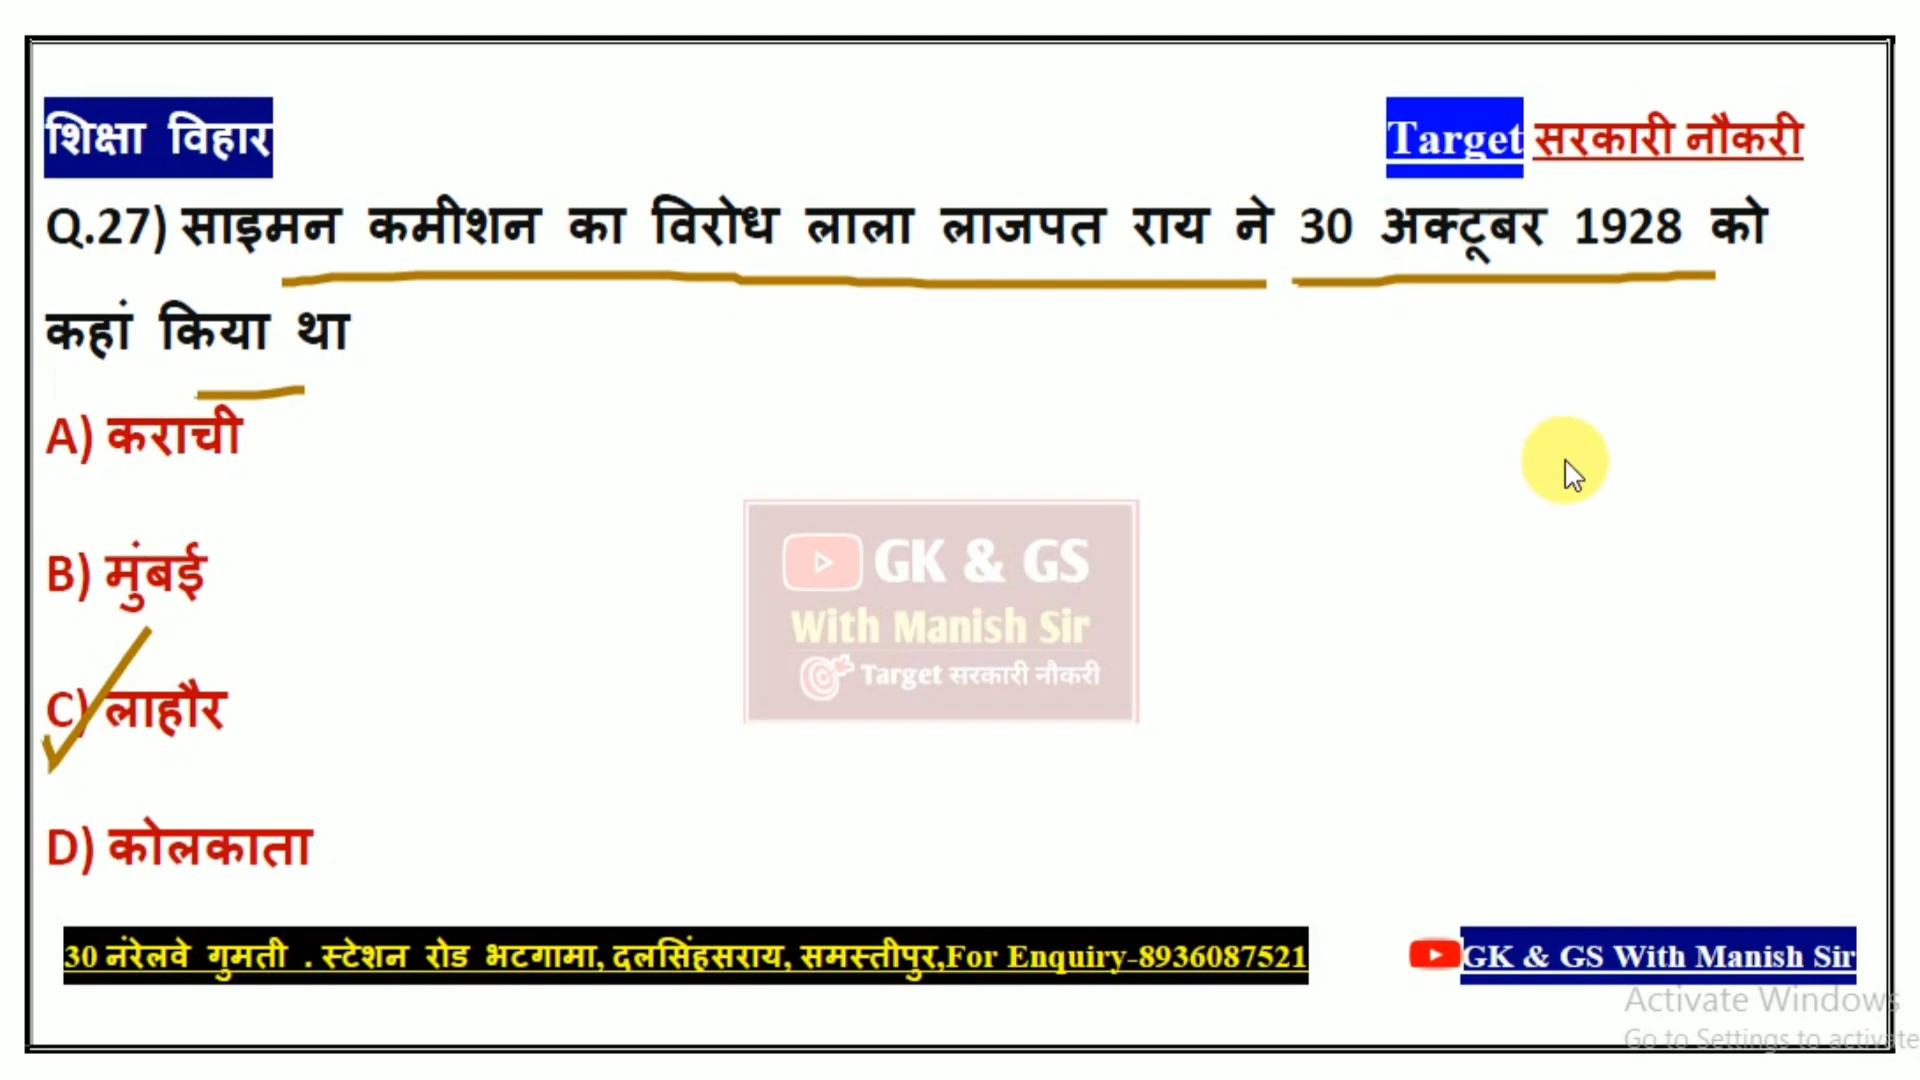 शिक्षा विहार
Target सरकारी नौकरी
Q.27) साइमन कमीशन का विरोध लाला लाजपत राय ने 30 अक्टूबर 1928 को
कहां किया था
A) कराची
B) मुंबई
C) लाहौर
D) कोलकाता
GK & GS
With Manish Sir
Target सरकारी नौकरी
30 नंरेलवे गुमती . स्टेशन रोड भटगामा, दलसिंहसराय, समस्तीपुर,For Enquiry-8936087521
GK & GS With Manish Sir
Activate Windows
Go to Settings to activate